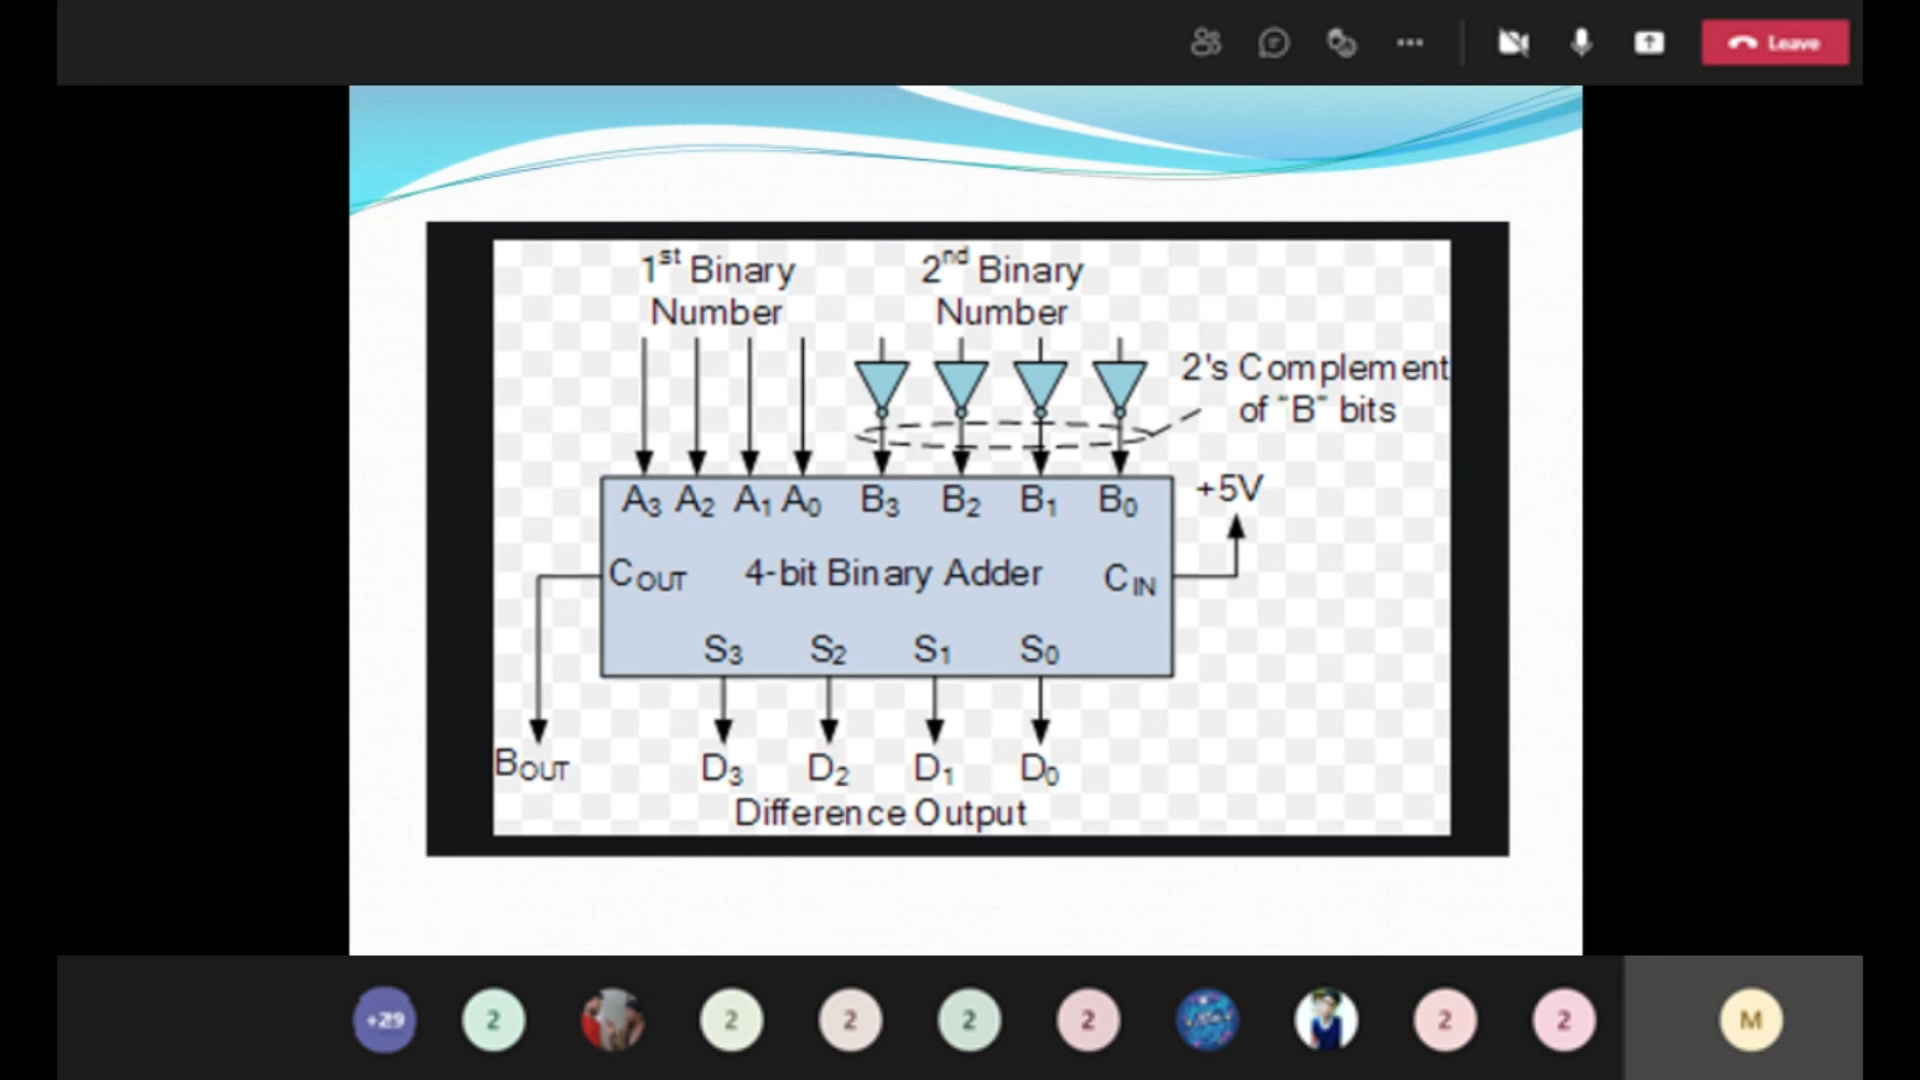 Leave
1st Binary Number
2nd Binary Number
2's Complement
of "B" bits
+5V
A3 A2 A1 A0 B3 B2 B1 B0
COUT 4-bit Binary Adder CIN
S3 S2 S1 S0
BOUT D3 D2 D1 D0
Difference Output
+29 2 2 2 2 2 2 2 M